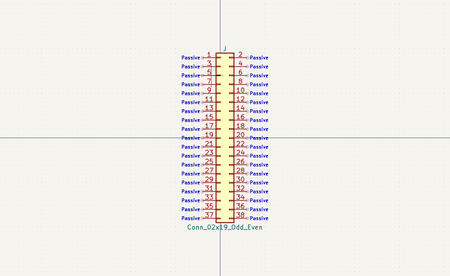 J
Passive 1 2 Passive
Passive 3 4 Passive
Passive 5 6 Passive
Passive 7 8 Passive
Passive 9 10 Passive
Passive 11 12 Passive
Passive 13 14 Passive
Passive 15 16 Passive
Passive 17 18 Passive
Passive 19 20 Passive
Passive 21 22 Passive
Passive 23 24 Passive
Passive 25 26 Passive
Passive 27 28 Passive
Passive 29 30 Passive
Passive 31 32 Passive
Passive 33 34 Passive
Passive 35 36 Passive
Passive 37 38 Passive
Conn_02x19_Odd_Even